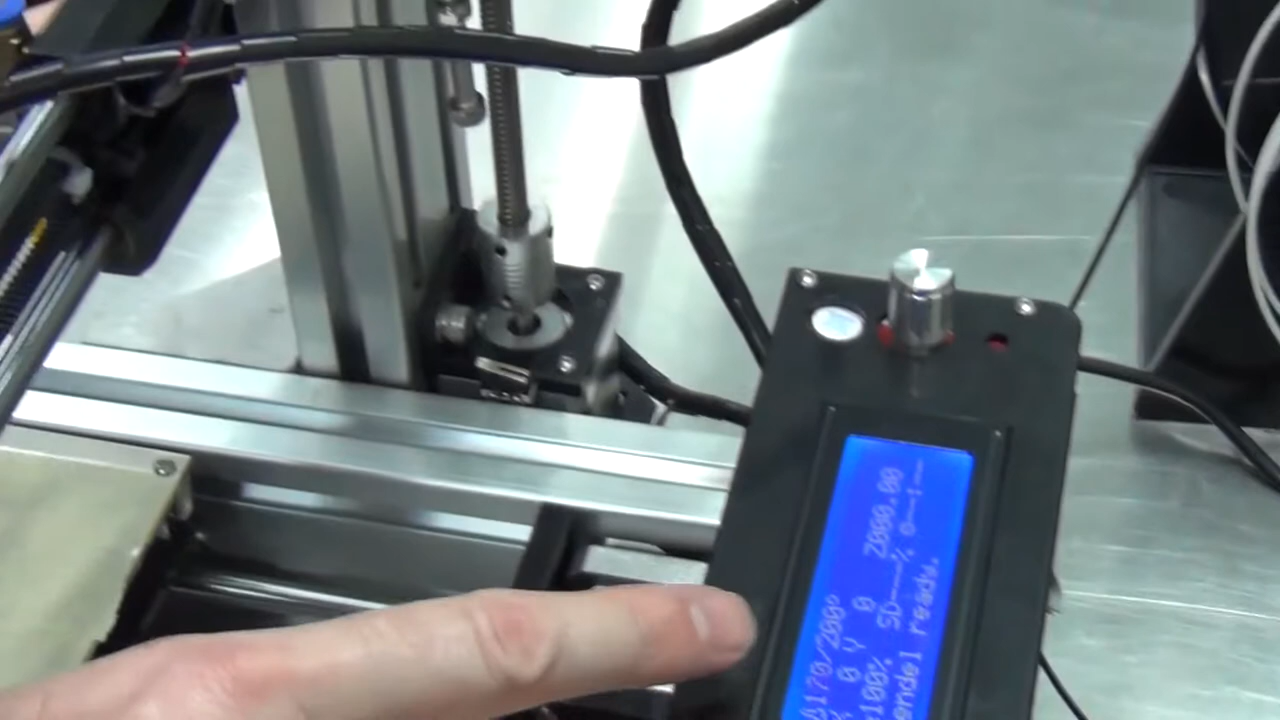 170/200°
0 Y 0 Z000.00
100% SD---% 0--:--
endel ready.